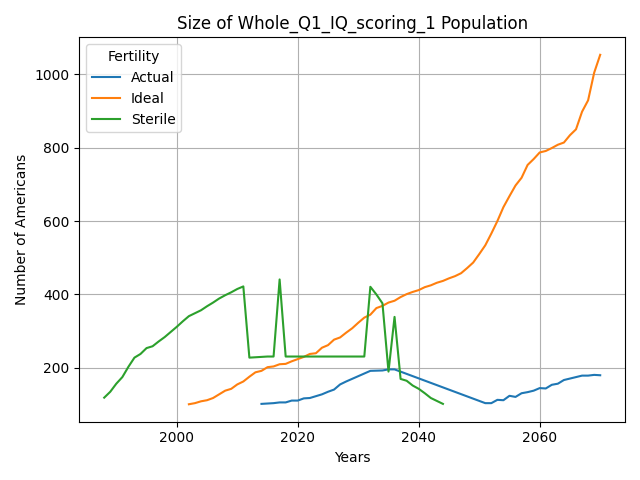 Size of Whole_Q1_IQ_scoring_1 Population
Fertility
Actual
Ideal
Sterile
Number of Americans
1000
800
600
400
200
2000
2020
2040
2060
Years